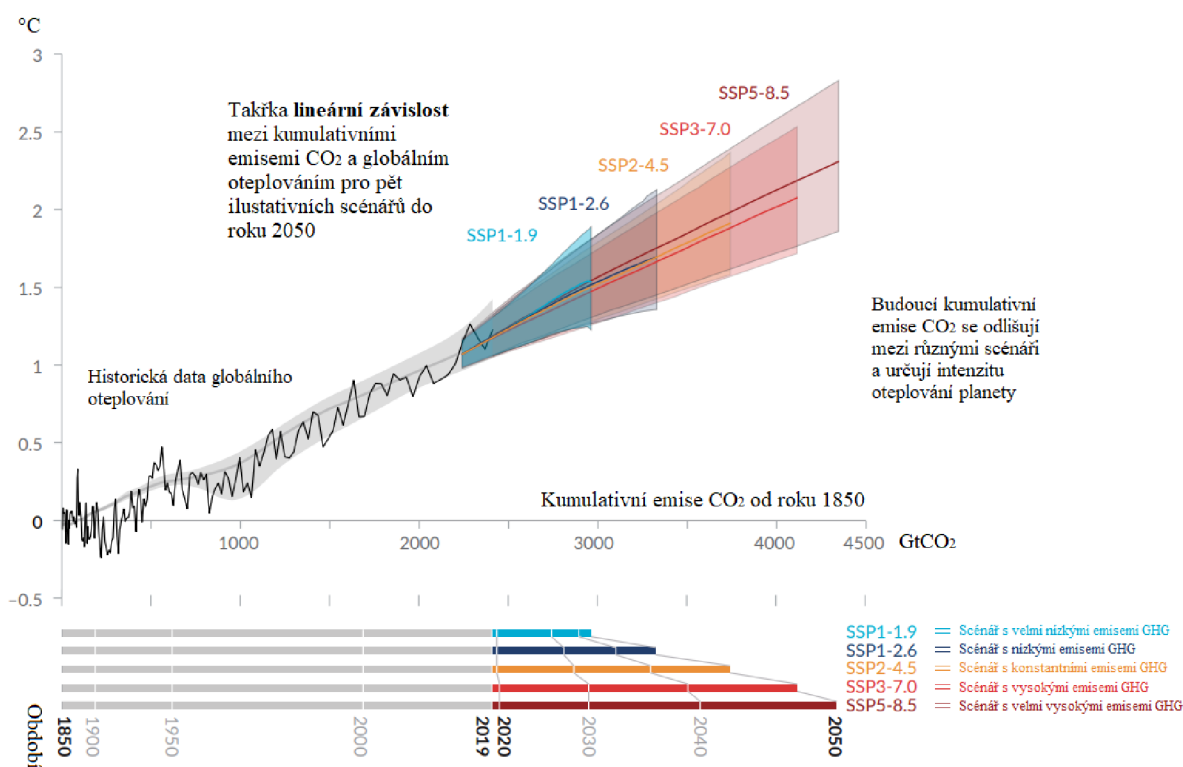 °C
3
2.5
2
1.5
1
0.5
0
−0.5
Takřka lineární závislost
mezi kumulativními
emisemi CO₂ a globálním
oteplováním pro pět
ilustativních scénářů do
roku 2050
SSP5-8.5
SSP3-7.0
SSP2-4.5
SSP1-2.6
SSP1-1.9
Budoucí kumulativní
emise CO₂ se odlišují
mezi různými scénáři
a určují intenzitu
oteplování planety
Historická data globálního
oteplování
Kumulativní emise CO₂ od roku 1850
1000 2000 3000 4000 4500 GtCO₂
SSP1-1.9 Scénář s velmi nízkými emisemi GHG
SSP1-2.6 Scénář s nízkými emisemi GHG
SSP2-4.5 Scénář s konstantními emisemi GHG
SSP3-7.0 Scénář s vysokými emisemi GHG
SSP5-8.5 Scénář s velmi vysokými emisemi GHG
Období 1850 1900 1950 2000 2019 2020 2030 2040 2050